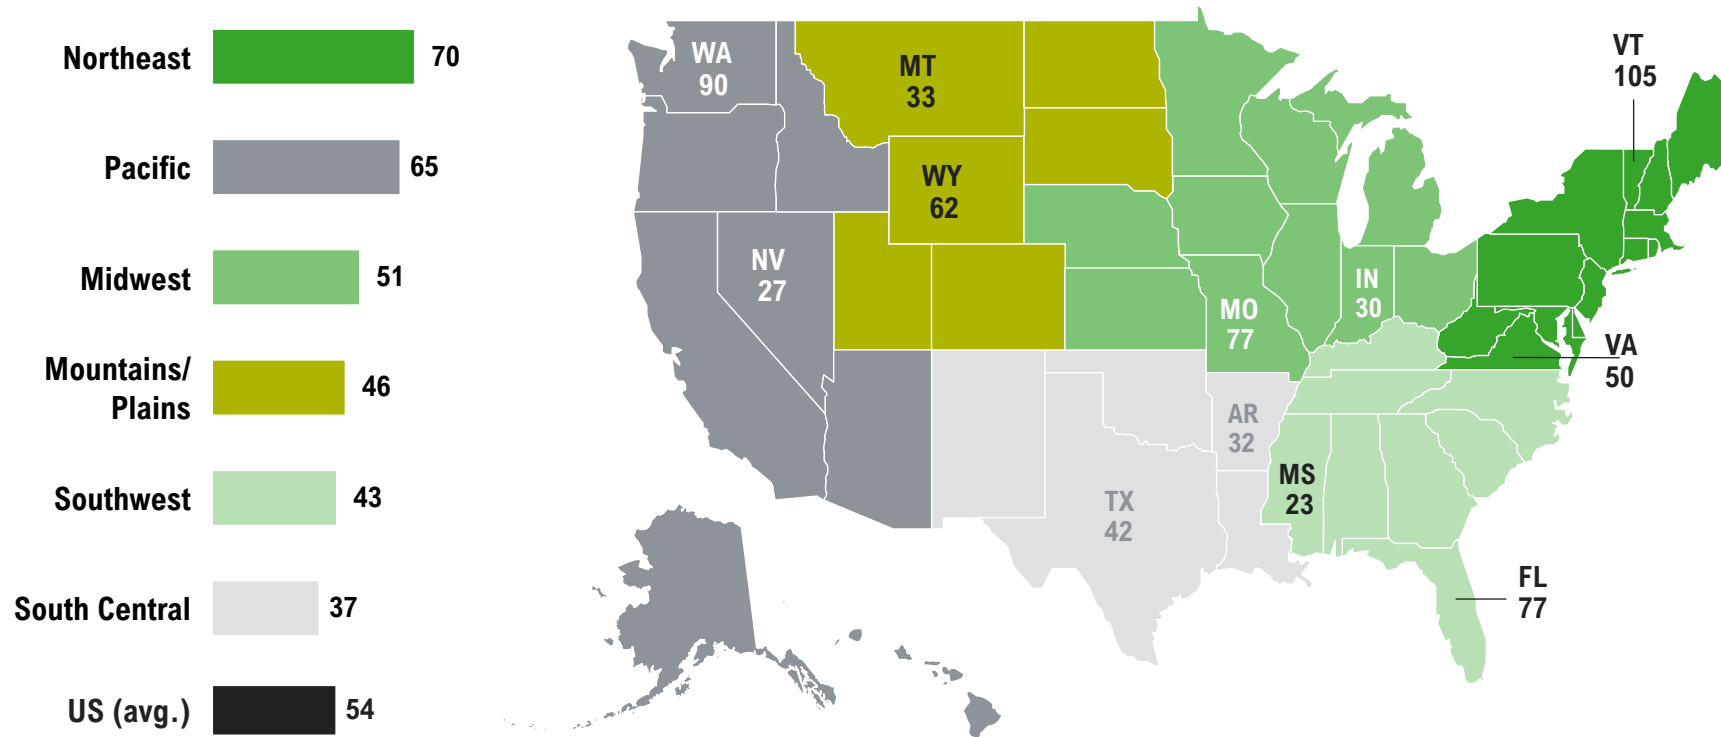 Northeast
70
Pacific
65
Midwest
51
Mountains/
Plains
46
Southwest
43
South Central
37
US (avg.)
54
WA
90
MT
33
WY
62
NV
27
MO
77
IN
30
AR
32
TX
42
MS
23
VT
105
VA
50
FL
77